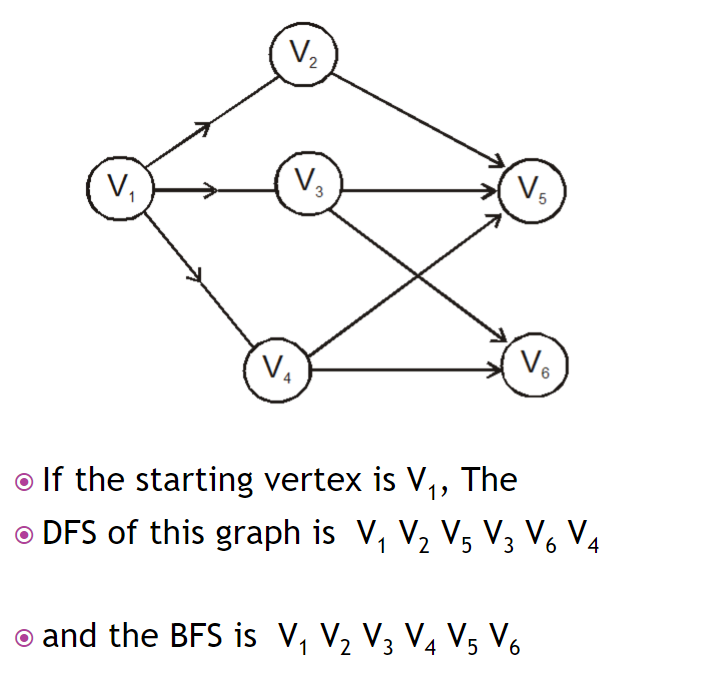 V₂
V₁
V₃
V₅
V₄
V₆
If the starting vertex is V₁, The
DFS of this graph is V₁ V₂ V₅ V₃ V₆ V₄
and the BFS is V₁ V₂ V₃ V₄ V₅ V₆